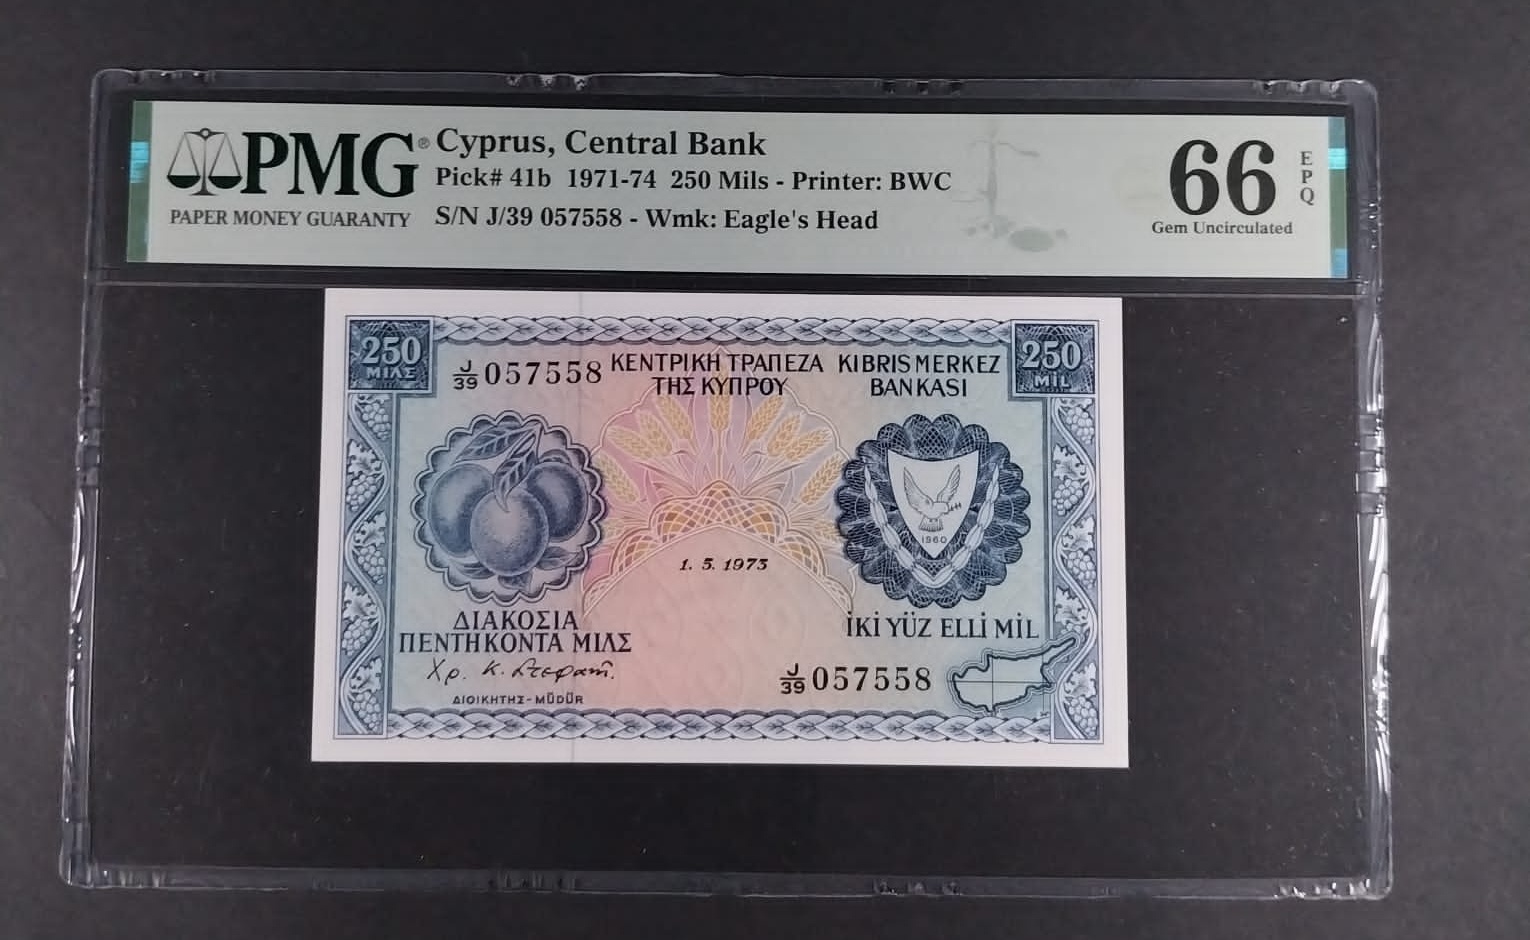 PMG®
PAPER MONEY GUARANTY
Cyprus, Central Bank
Pick# 41b 1971-74 250 Mils - Printer: BWC
S/N J/39 057558 - Wmk: Eagle's Head
66 EPQ
Gem Uncirculated
250
ΜΙΛΣ
J/39 057558
ΚΕΝΤΡΙΚΗ ΤΡΑΠΕΖΑ
ΤΗΣ ΚΥΠΡΟΥ
KIBRIS MERKEZ
BANKASI
250
MİL
1960
1. 5. 1973
ΔΙΑΚΟΣΙΑ
ΠΕΝΤΗΚΟΝΤΑ ΜΙΛΣ
İKİ YÜZ ELLİ MİL
Χρ. Κ. Στεφανή.
ΔΙΟΙΚΗΤΗΣ-MÜDÜR
J/39 057558